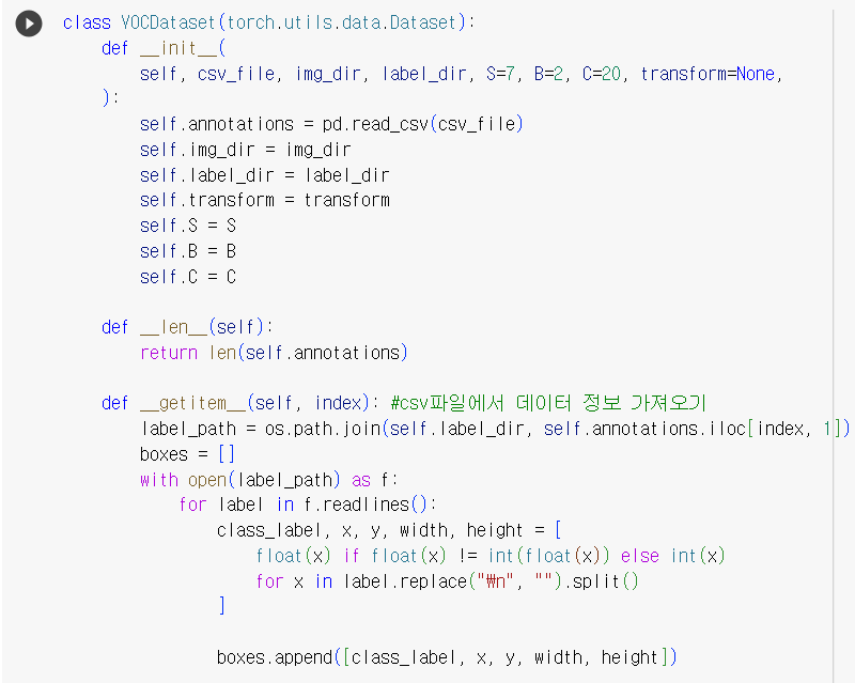 class VOCDataset(torch.utils.data.Dataset):
    def __init__(
        self, csv_file, img_dir, label_dir, S=7, B=2, C=20, transform=None,
    ):
        self.annotations = pd.read_csv(csv_file)
        self.img_dir = img_dir
        self.label_dir = label_dir
        self.transform = transform
        self.S = S
        self.B = B
        self.C = C

    def __len__(self):
        return len(self.annotations)

    def __getitem__(self, index): #csv파일에서 데이터 정보 가져오기
        label_path = os.path.join(self.label_dir, self.annotations.iloc[index, 1])
        boxes = []
        with open(label_path) as f:
            for label in f.readlines():
                class_label, x, y, width, height = [
                    float(x) if float(x) != int(float(x)) else int(x)
                    for x in label.replace("₩n", "").split()
                ]

                boxes.append([class_label, x, y, width, height])